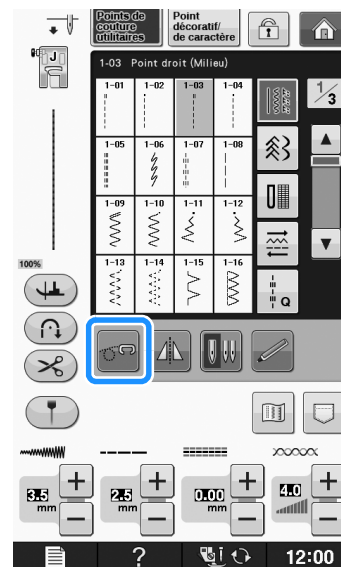 Points de couture utilitaires
Point décoratif/ de caractère
J
1-03 Point droit (Milieu)
1-01 1-02 1-03 1-04
1/3
1-05 1-06 1-07 1-08
1-09 1-10 1-11 1-12
1-13 1-14 1-15 1-16
100%
Q
3.5 mm
2.5 mm
0.00 mm
4.0
? 12:00